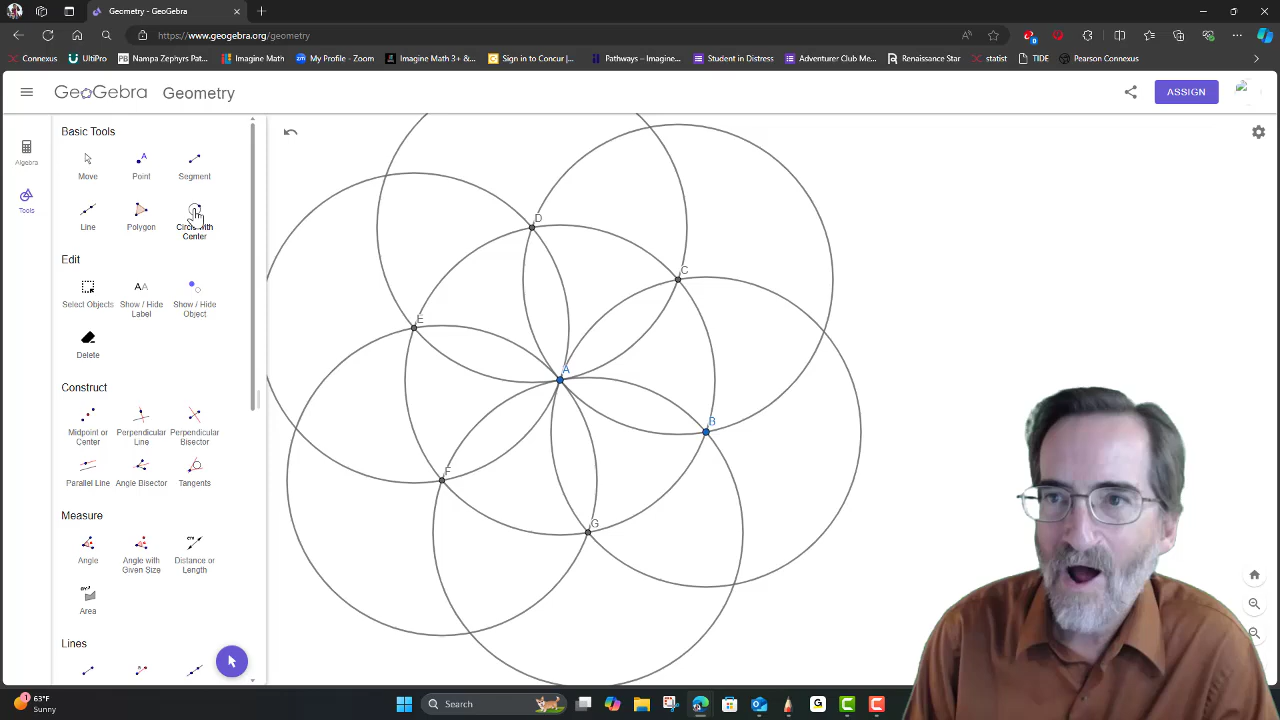 Geometry - GeoGebra
https://www.geogebra.org/geometry
Connexus
UltiPro
PB Nampa Zephyrs Pat...
Imagine Math
zm My Profile - Zoom
Imagine Math 3+ &...
Sign in to Concur |...
Pathways – Imagine...
Student in Distress
Adventurer Club Me...
Renaissance Star
statist
TIDE
Pearson Connexus
GeoGebra
Geometry
ASSIGN
Algebra
Tools
Basic Tools
Move
A
Point
Segment
Line
Polygon
Circle with
Center
Edit
Select Objects
AA
Show / Hide
Label
Show / Hide
Object
Delete
Construct
Midpoint or
Center
Perpendicular
Line
Perpendicular
Bisector
Parallel Line
Angle Bisector
Tangents
Measure
Angle
Angle with
Given Size
Distance or
Length
Area
Lines
D
C
E
A
B
F
G
1
63°F
Sunny
Search
G